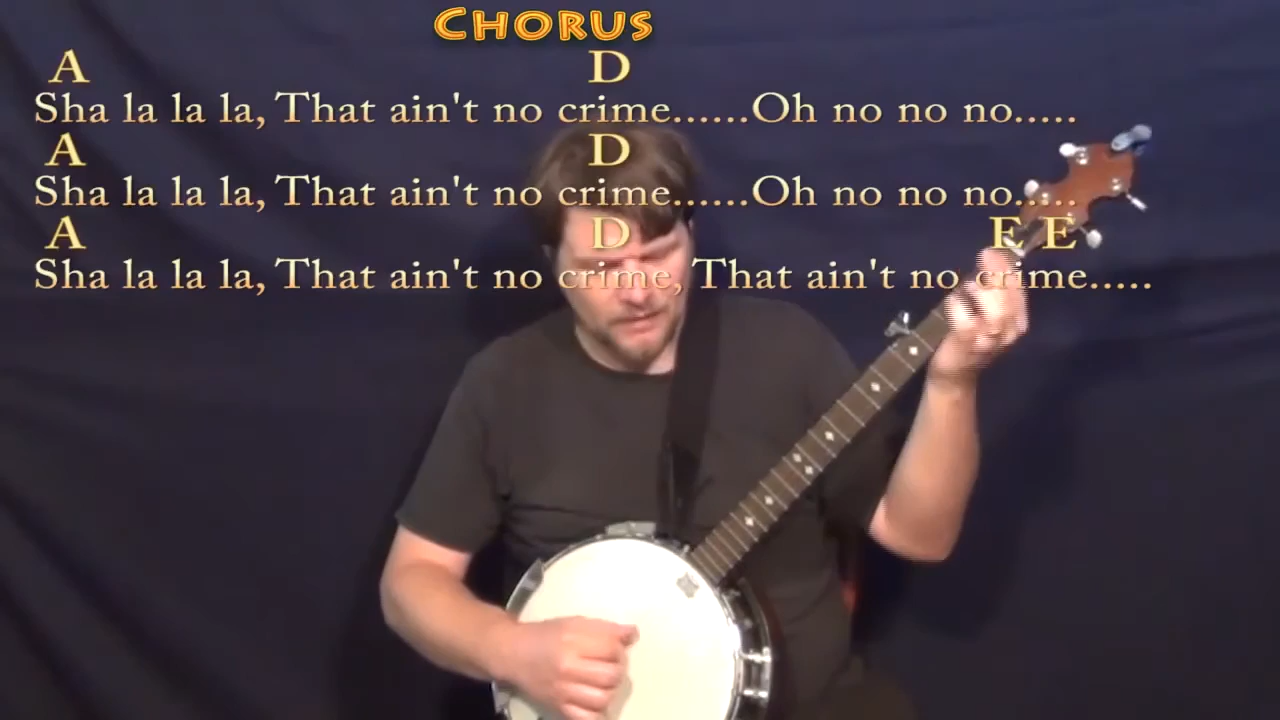 CHORUS
A D
Sha la la la, That ain't no crime......Oh no no no.....
A D
Sha la la la, That ain't no crime......Oh no no no.....
A D E E
Sha la la la, That ain't no crime, That ain't no crime.....